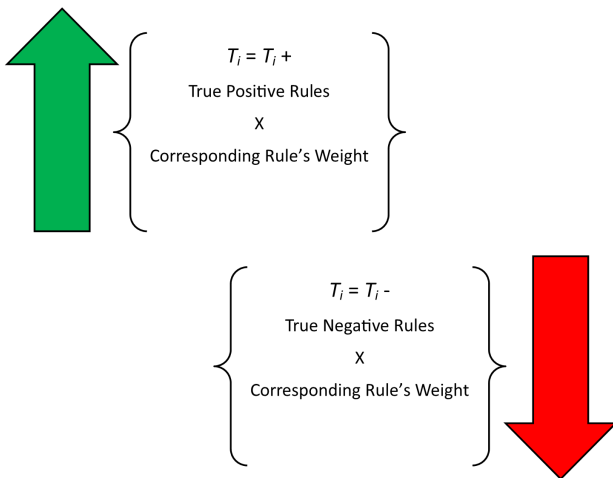 Ti = Ti +
True Positive Rules
X
Corresponding Rule's Weight
Ti = Ti -
True Negative Rules
X
Corresponding Rule's Weight